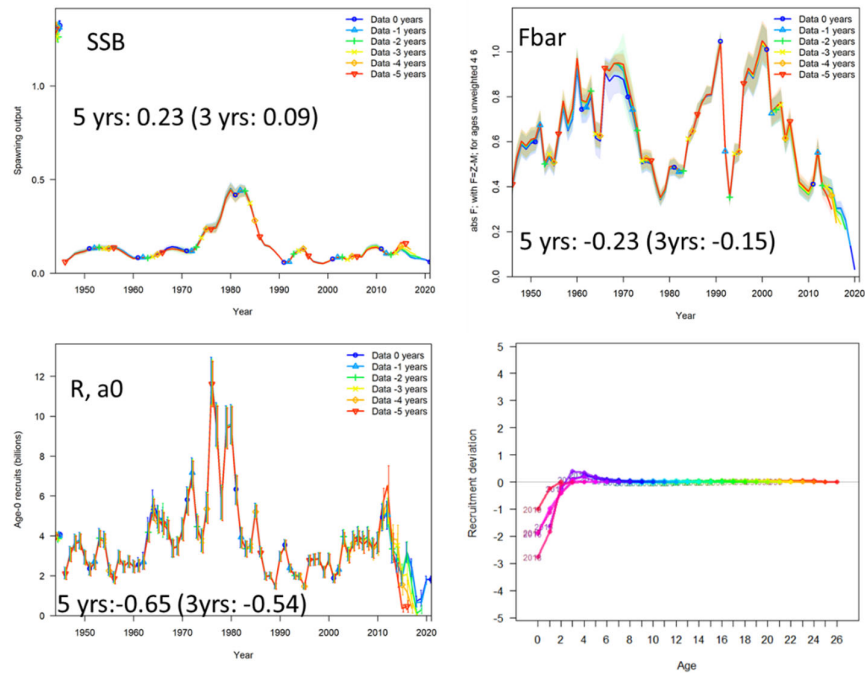 SSB
Data 0 years
Data -1 years
Data -2 years
Data -3 years
Data -4 years
Data -5 years
5 yrs: 0.23 (3 yrs: 0.09)
Spawning output
0.0
0.5
1.0
1950 1960 1970 1980 1990 2000 2010 2020
Year
Fbar
Data 0 years
Data -1 years
Data -2 years
Data -3 years
Data -4 years
Data -5 years
5 yrs: -0.23 (3yrs: -0.15)
abs F; with F=Z-M; for ages unweighted 4 6
0.0
0.2
0.4
0.6
0.8
1.0
1950 1960 1970 1980 1990 2000 2010 2020
Year
R, a0
Data 0 years
Data -1 years
Data -2 years
Data -3 years
Data -4 years
Data -5 years
5 yrs:-0.65 (3yrs: -0.54)
Age-0 recruits (billions)
0
2
4
6
8
10
12
1950 1960 1970 1980 1990 2000 2010 2020
Year
Recruitment deviation
5
4
3
2
1
0
-1
-2
-3
-4
-5
0 2 4 6 8 10 12 14 16 18 20 22 24 26
Age